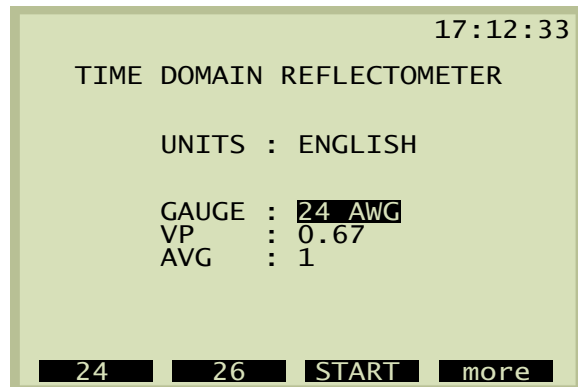 17:12:33
TIME DOMAIN REFLECTOMETER
UNITS : ENGLISH
GAUGE : 24 AWG
VP : 0.67
AVG : 1
24 26 START more